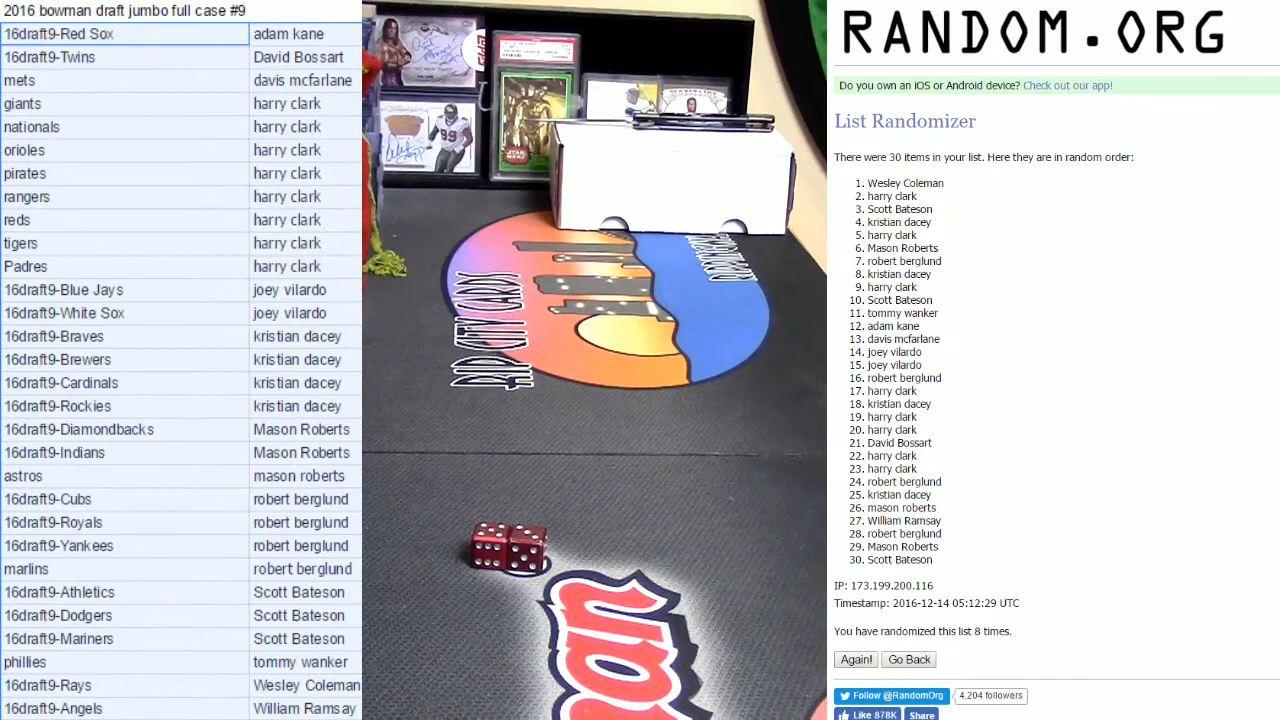 2016 bowman draft jumbo full case #9
16draft9-Red Sox adam kane
16draft9-Twins David Bossart
mets davis mcfarlane
giants harry clark
nationals harry clark
orioles harry clark
pirates harry clark
rangers harry clark
reds harry clark
tigers harry clark
Padres harry clark
16draft9-Blue Jays joey vilardo
16draft9-White Sox joey vilardo
16draft9-Braves kristian dacey
16draft9-Brewers kristian dacey
16draft9-Cardinals kristian dacey
16draft9-Rockies kristian dacey
16draft9-Diamondbacks Mason Roberts
16draft9-Indians Mason Roberts
astros mason roberts
16draft9-Cubs robert berglund
16draft9-Royals robert berglund
16draft9-Yankees robert berglund
marlins robert berglund
16draft9-Athletics Scott Bateson
16draft9-Dodgers Scott Bateson
16draft9-Mariners Scott Bateson
phillies tommy wanker
16draft9-Rays Wesley Coleman
16draft9-Angels William Ramsay
STAR WARS
99
RIP CITY CARDS
RANDOM.ORG
Do you own an iOS or Android device? Check out our app!
List Randomizer
There were 30 items in your list. Here they are in random order:
1. Wesley Coleman
2. harry clark
3. Scott Bateson
4. kristian dacey
5. harry clark
6. Mason Roberts
7. robert berglund
8. kristian dacey
9. harry clark
10. Scott Bateson
11. tommy wanker
12. adam kane
13. davis mcfarlane
14. joey vilardo
15. joey vilardo
16. robert berglund
17. harry clark
18. kristian dacey
19. harry clark
20. harry clark
21. David Bossart
22. harry clark
23. harry clark
24. robert berglund
25. kristian dacey
26. mason roberts
27. William Ramsay
28. robert berglund
29. Mason Roberts
30. Scott Bateson
IP: 173.199.200.116
Timestamp: 2016-12-14 05:12:29 UTC
You have randomized this list 8 times.
Again! Go Back
Follow @RandomOrg 4,204 followers
Like 878K Share